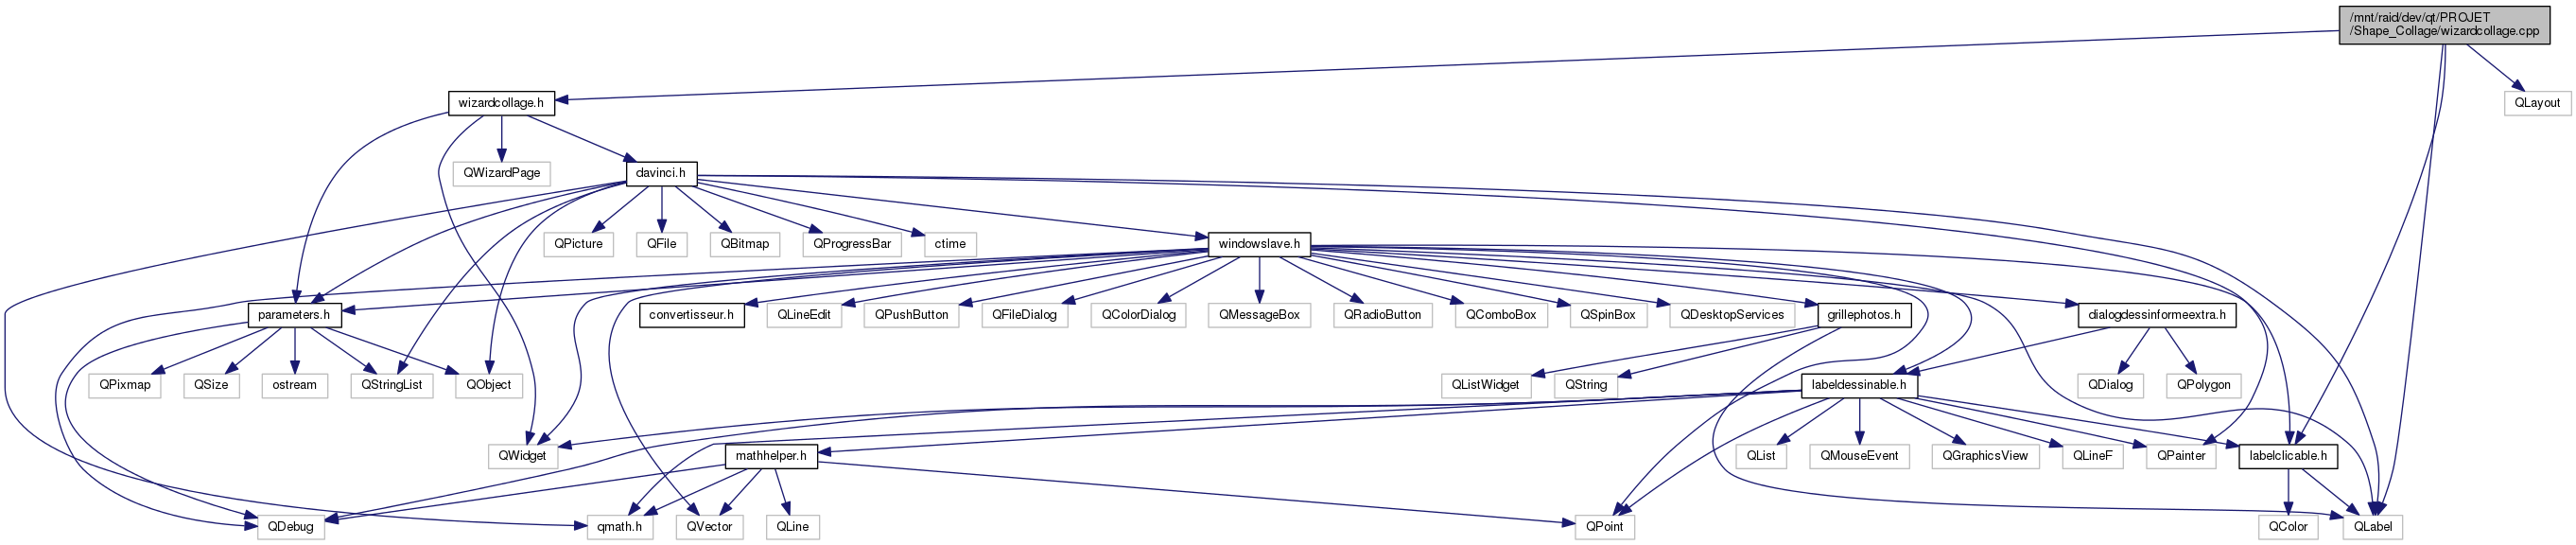 /mnt/raid/dev/qt/PROJET
/Shape_Collage/wizardcollage.cpp
wizardcollage.h
QLayout
QWizardPage
davinci.h
QPicture
QFile
QBitmap
QProgressBar
ctime
windowslave.h
parameters.h
convertisseur.h
QLineEdit
QPushButton
QFileDialog
QColorDialog
QMessageBox
QRadioButton
QComboBox
QSpinBox
QDesktopServices
grillephotos.h
dialogdessinformeextra.h
QPixmap
QSize
ostream
QStringList
QObject
QListWidget
QString
labeldessinable.h
QDialog
QPolygon
QWidget
mathhelper.h
QList
QMouseEvent
QGraphicsView
QLineF
QPainter
labelclicable.h
QDebug
qmath.h
QVector
QLine
QPoint
QColor
QLabel